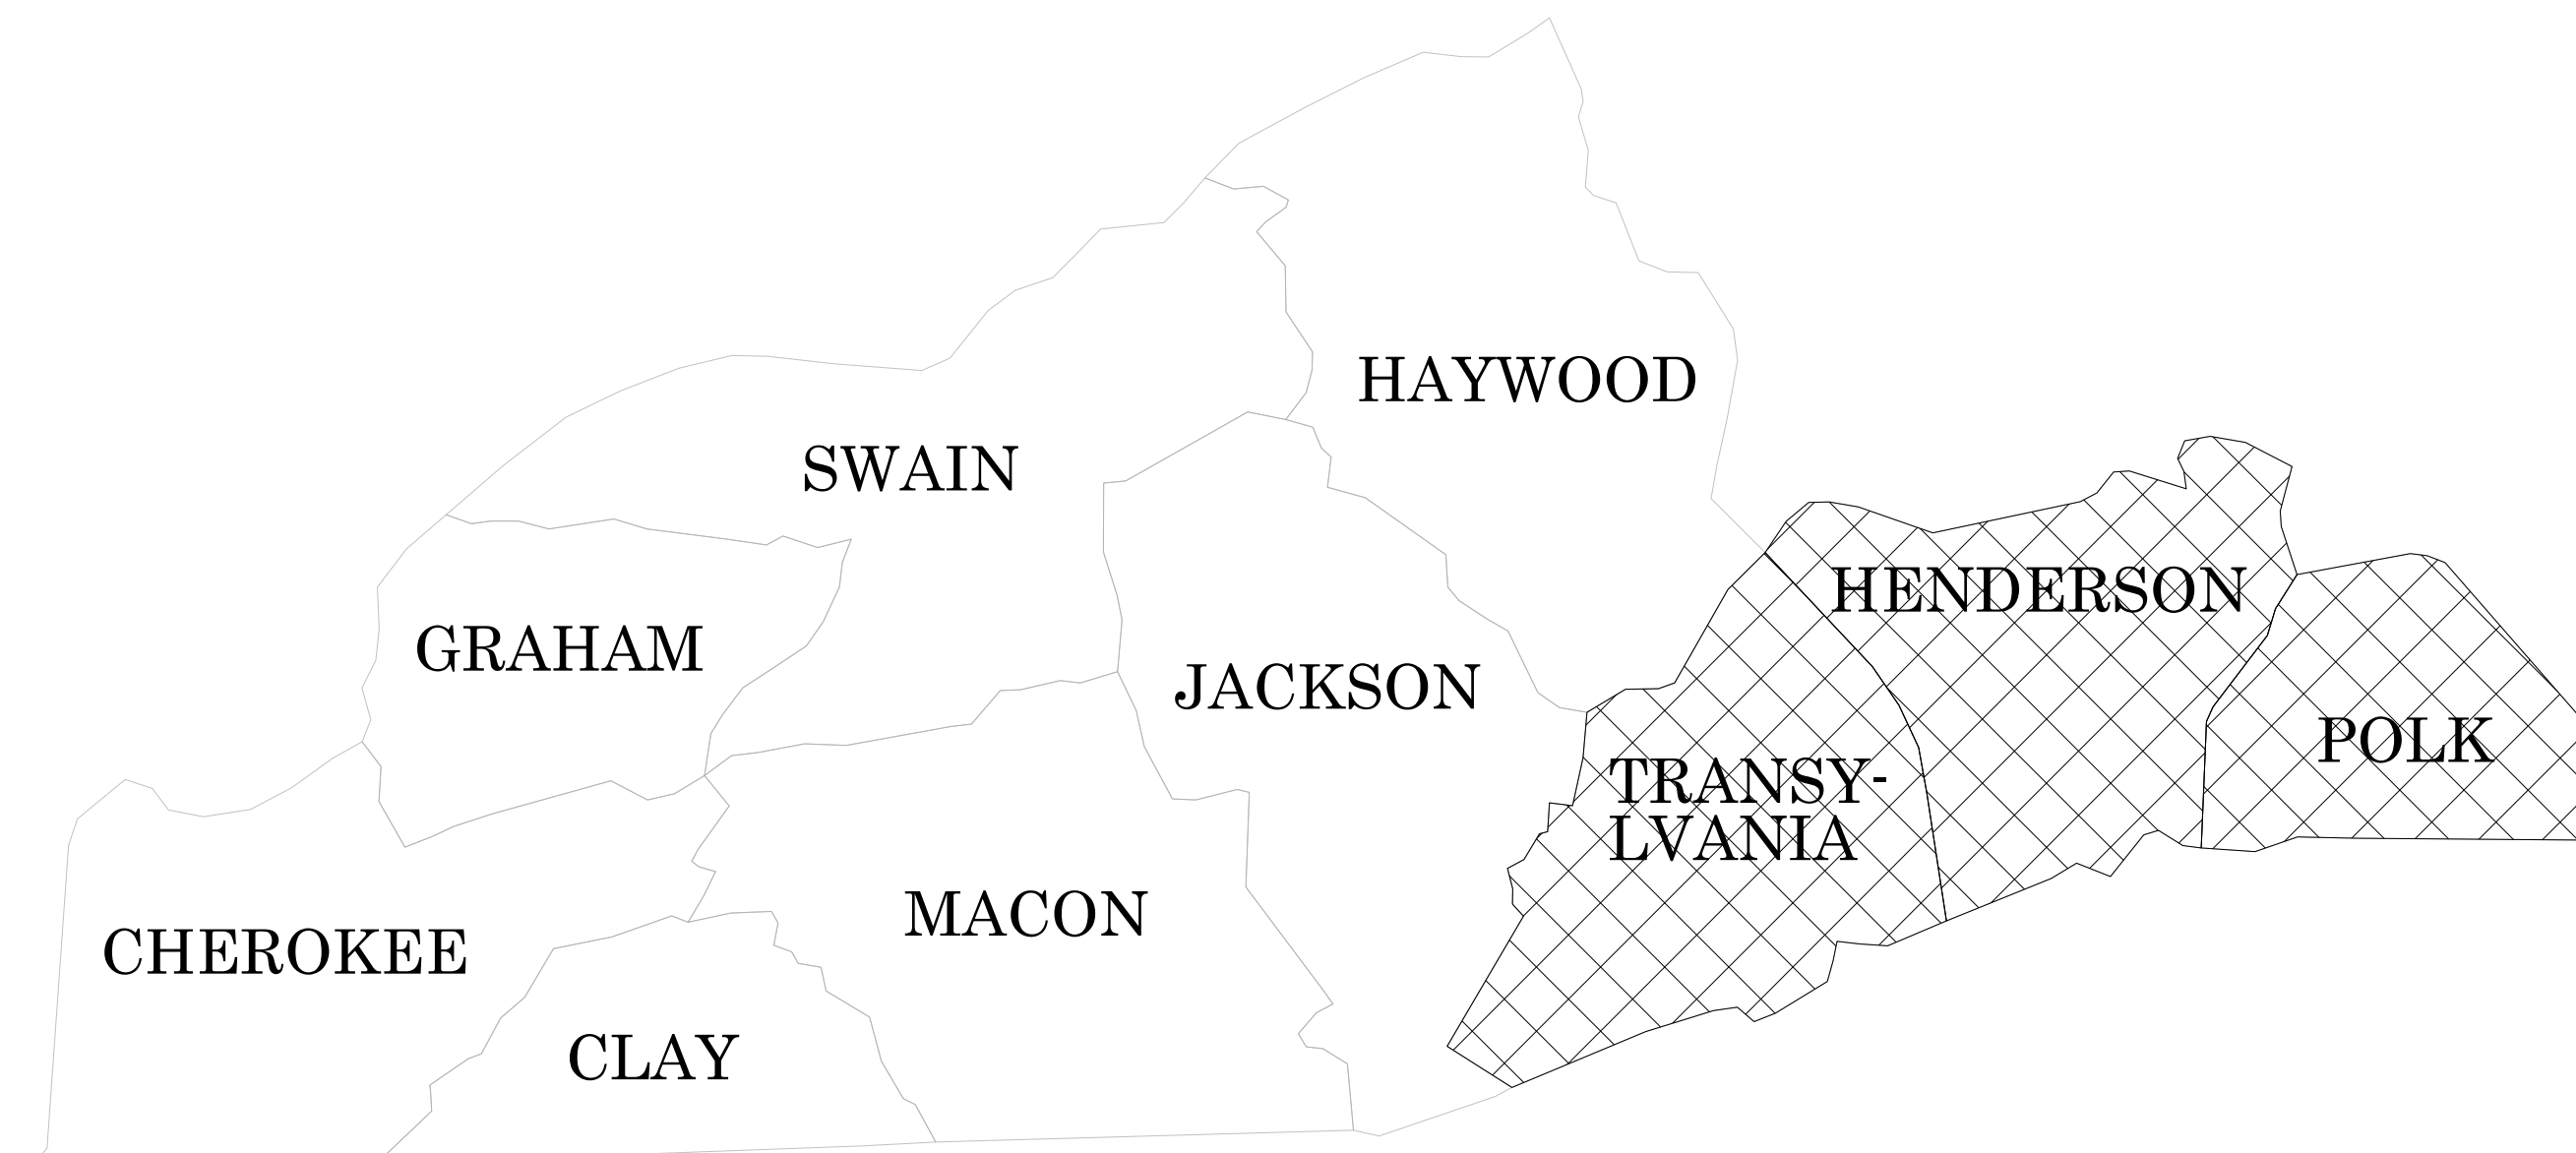 HAYWOOD
SWAIN
HENDERSON
GRAHAM
JACKSON
POLK
TRANSY-
LVANIA
MACON
CHEROKEE
CLAY